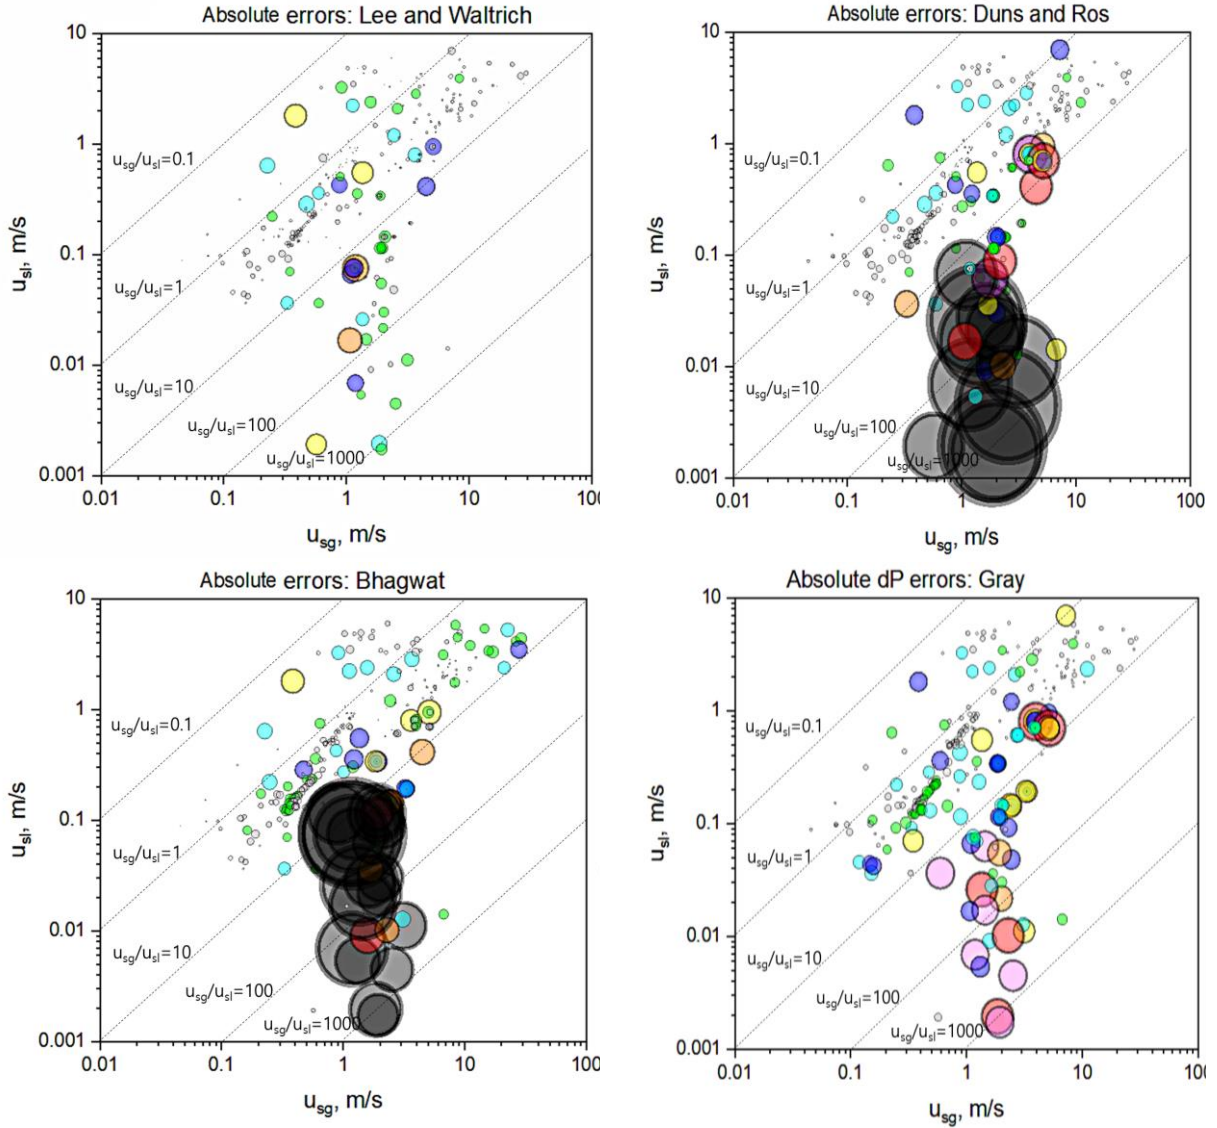 Absolute errors: Lee and Waltrich
10
1
0.1
0.01
0.001
u_sl, m/s
u_sg/u_sl=0.1
u_sg/u_sl=1
u_sg/u_sl=10
u_sg/u_sl=100
u_sg/u_sl=1000
0.01 0.1 1 10 100
u_sg, m/s
Absolute errors: Duns and Ros
10
1
0.1
0.01
0.001
u_sl, m/s
u_sg/u_sl=0.1
u_sg/u_sl=1
u_sg/u_sl=10
u_sg/u_sl=100
u_sg/u_sl=1000
0.01 0.1 1 10 100
u_sg, m/s
Absolute errors: Bhagwat
10
1
0.1
0.01
0.001
u_sl, m/s
u_sg/u_sl=0.1
u_sg/u_sl=1
u_sg/u_sl=10
u_sg/u_sl=100
u_sg/u_sl=1000
0.01 0.1 1 10 100
u_sg, m/s
Absolute dP errors: Gray
10
1
0.1
0.01
0.001
u_sl, m/s
u_sg/u_sl=0.1
u_sg/u_sl=1
u_sg/u_sl=10
u_sg/u_sl=100
u_sg/u_sl=1000
0.01 0.1 1 10 100
u_sg, m/s